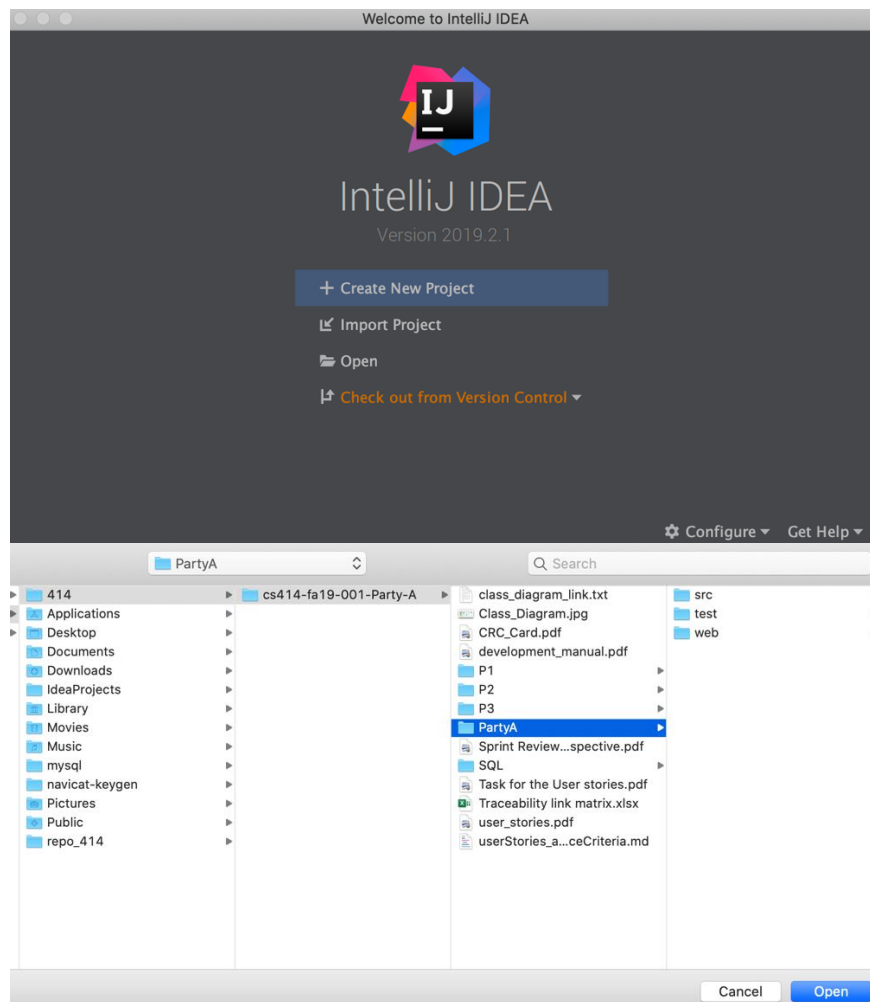 Welcome to IntelliJ IDEA
IJ
IntelliJ IDEA
Version 2019.2.1
Create New Project
Import Project
Open
Check out from Version Control
Configure
Get Help
PartyA
Search
414
Applications
Desktop
Documents
Downloads
IdeaProjects
Library
Movies
Music
mysql
navicat-keygen
Pictures
Public
repo_414
cs414-fa19-001-Party-A
class_diagram_link.txt
Class_Diagram.jpg
CRC_Card.pdf
development_manual.pdf
P1
P2
P3
PartyA
Sprint Review...spective.pdf
SQL
Task for the User stories.pdf
Traceability link matrix.xlsx
user_stories.pdf
userStories_a...ceCriteria.md
src
test
web
Cancel
Open